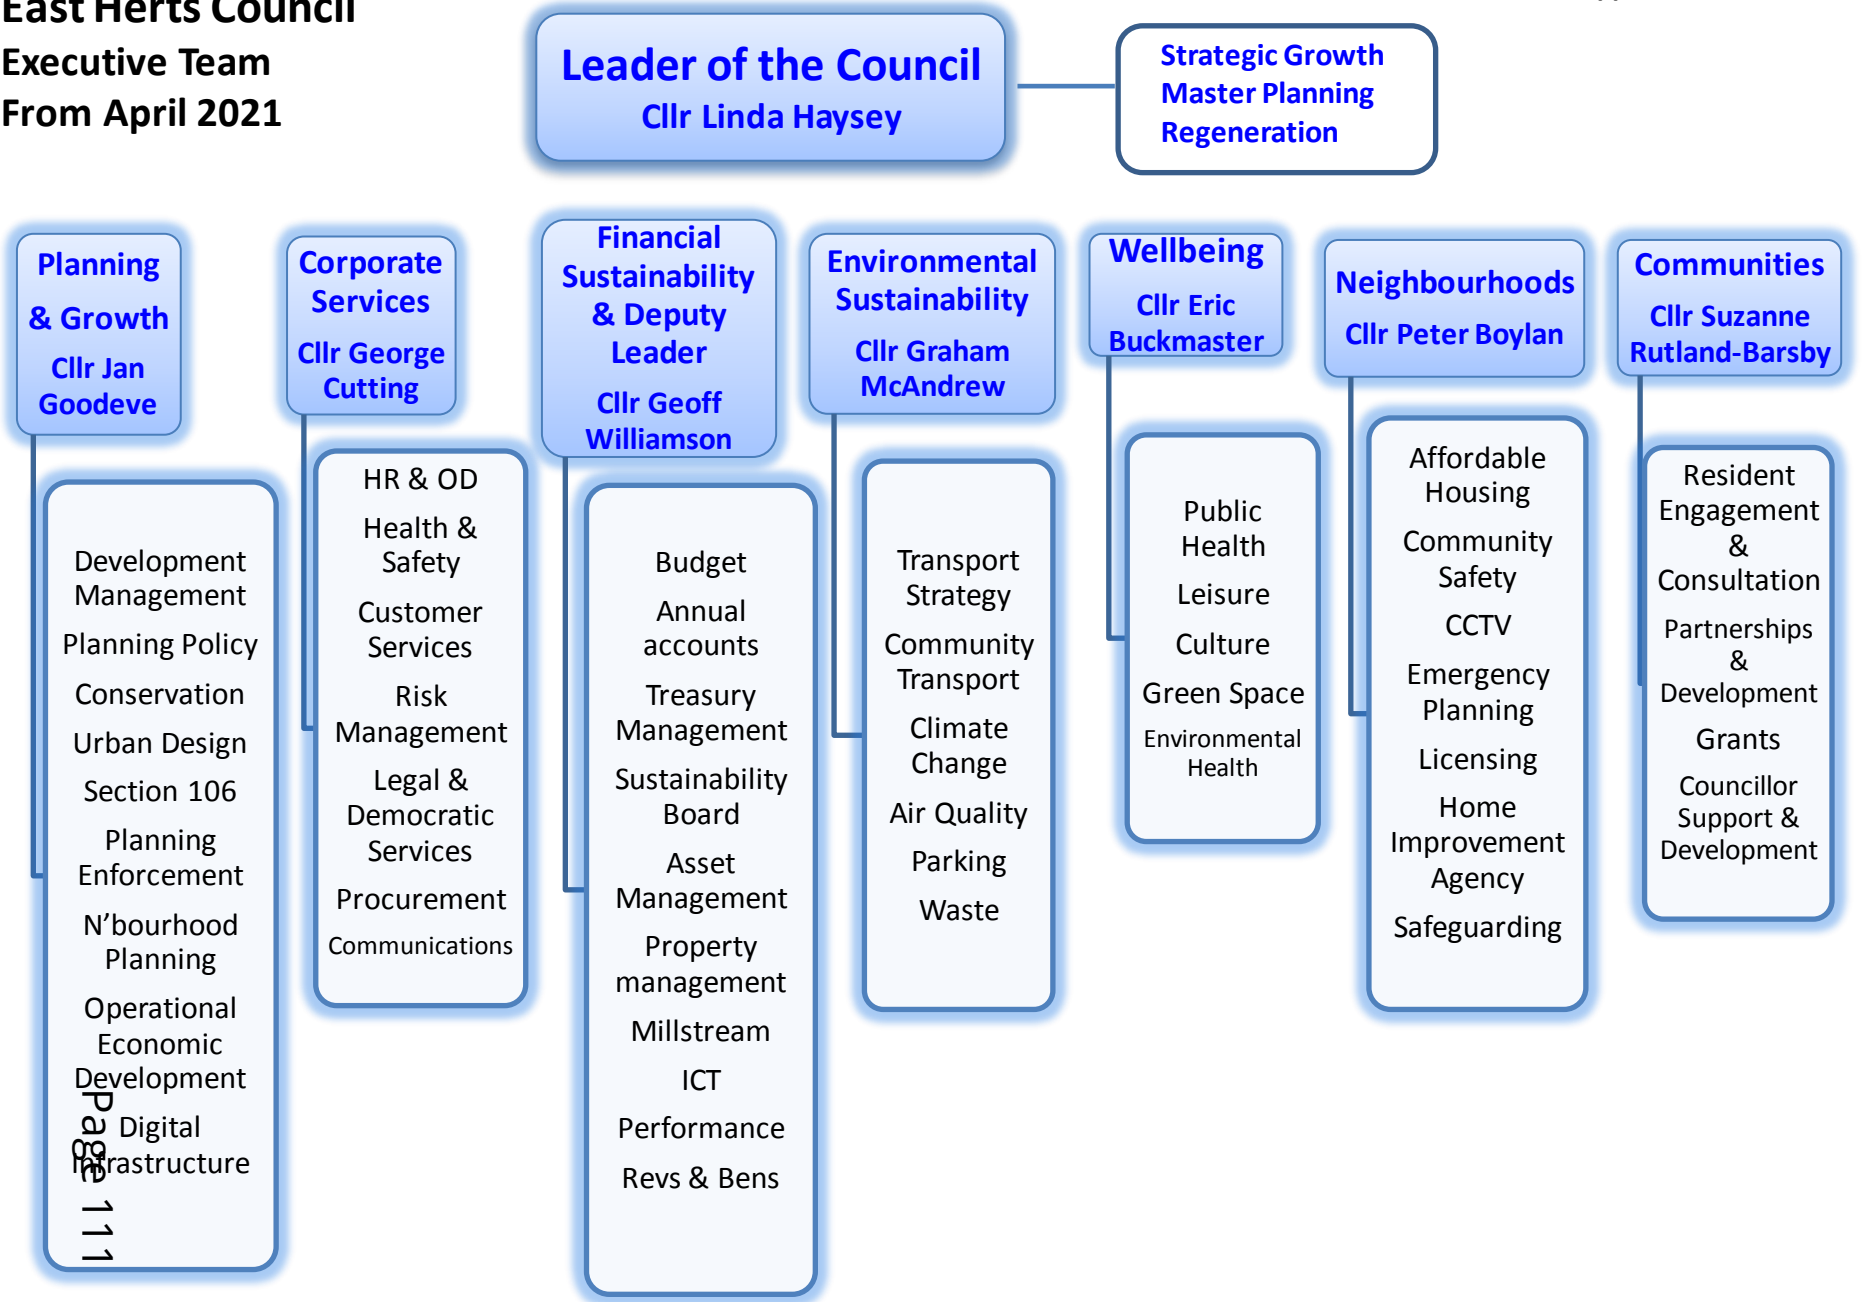 East Herts Council
Executive Team
From April 2021
Leader of the Council
Cllr Linda Haysey
Strategic Growth
Master Planning
Regeneration
Planning
& Growth
Cllr Jan
Goodeve
Development
Management
Planning Policy
Conservation
Urban Design
Section 106
Planning
Enforcement
N’bourhood
Planning
Operational
Economic
Development
Digital
Infrastructure
Corporate
Services
Cllr George
Cutting
HR & OD
Health &
Safety
Customer
Services
Risk
Management
Legal &
Democratic
Services
Procurement
Communications
Financial
Sustainability
& Deputy
Leader
Cllr Geoff
Williamson
Budget
Annual
accounts
Treasury
Management
Sustainability
Board
Asset
Management
Property
management
Millstream
ICT
Performance
Revs & Bens
Environmental
Sustainability
Cllr Graham
McAndrew
Transport
Strategy
Community
Transport
Climate
Change
Air Quality
Parking
Waste
Wellbeing
Cllr Eric
Buckmaster
Public
Health
Leisure
Culture
Green Space
Environmental
Health
Neighbourhoods
Cllr Peter Boylan
Affordable
Housing
Community
Safety
CCTV
Emergency
Planning
Licensing
Home
Improvement
Agency
Safeguarding
Communities
Cllr Suzanne
Rutland-Barsby
Resident
Engagement
&
Consultation
Partnerships
&
Development
Grants
Councillor
Support &
Development
Page 111